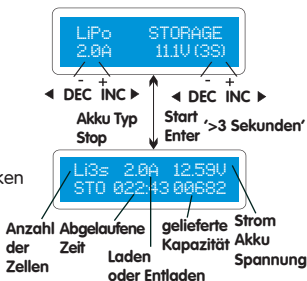 LiPo STORAGE
2.0A 11.1V (3S)
- + - +
◄ DEC INC ► ◄ DEC INC ►
Akku Typ Start
Stop Enter '>3 Sekunden'
ken
Li3s 2.0A 12.59V
STO 022:43 00682
Anzahl der Zellen
Abgelaufene Zeit
Laden oder Entladen
gelieferte Kapazität
Strom Akku Spannung